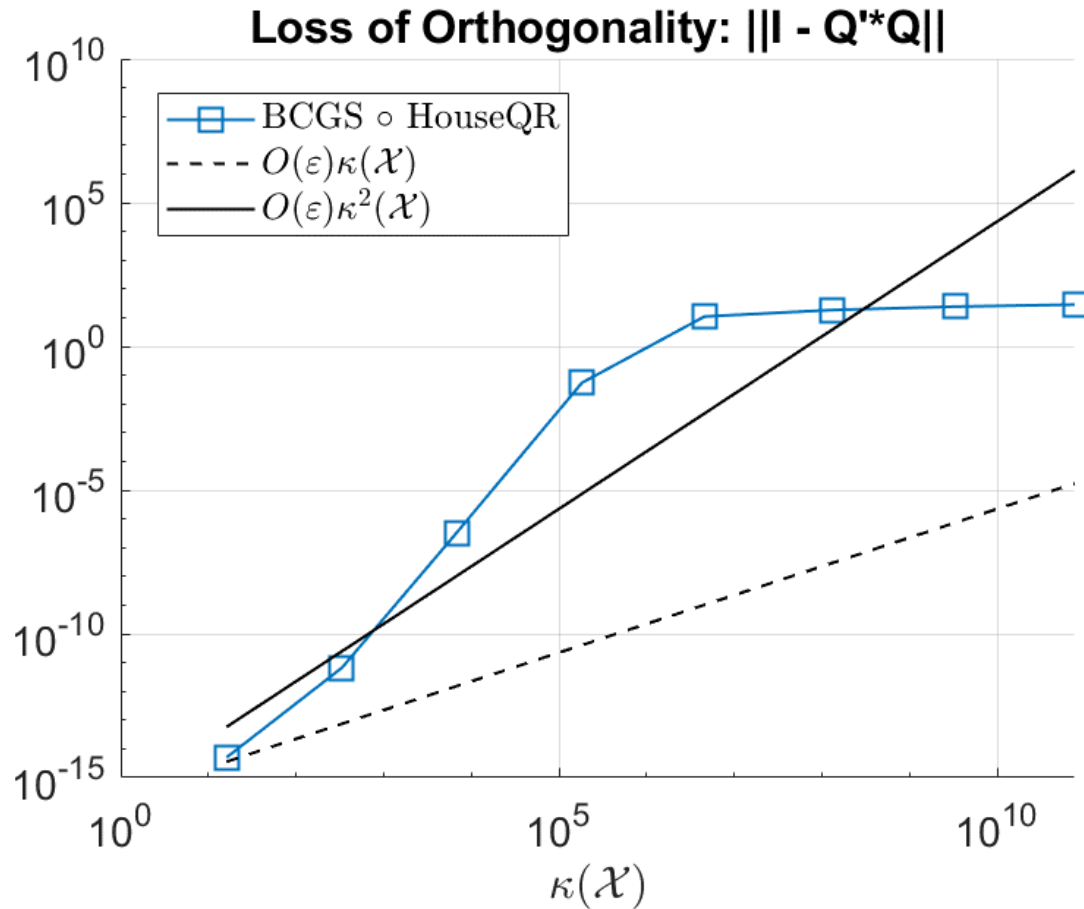 Loss of Orthogonality: ||I - Q'*Q||
10^10
BCGS ∘ HouseQR
O(ε)κ(𝒳)
O(ε)κ²(𝒳)
10^5
10^0
10^-5
10^-10
10^-15
10^0 10^5 10^10
κ(𝒳)